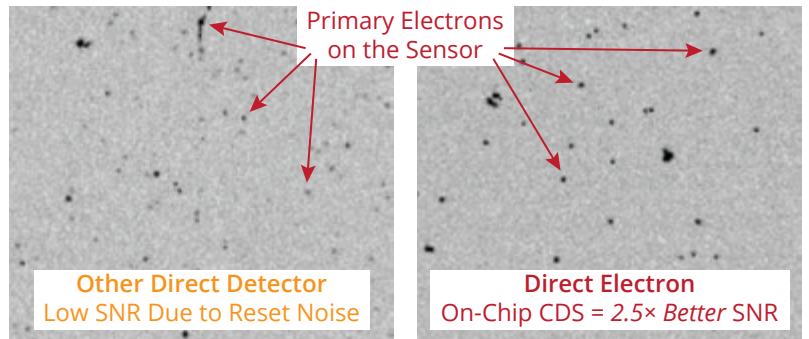 Primary Electrons
on the Sensor
Other Direct Detector
Low SNR Due to Reset Noise
Direct Electron
On-Chip CDS = 2.5× Better SNR